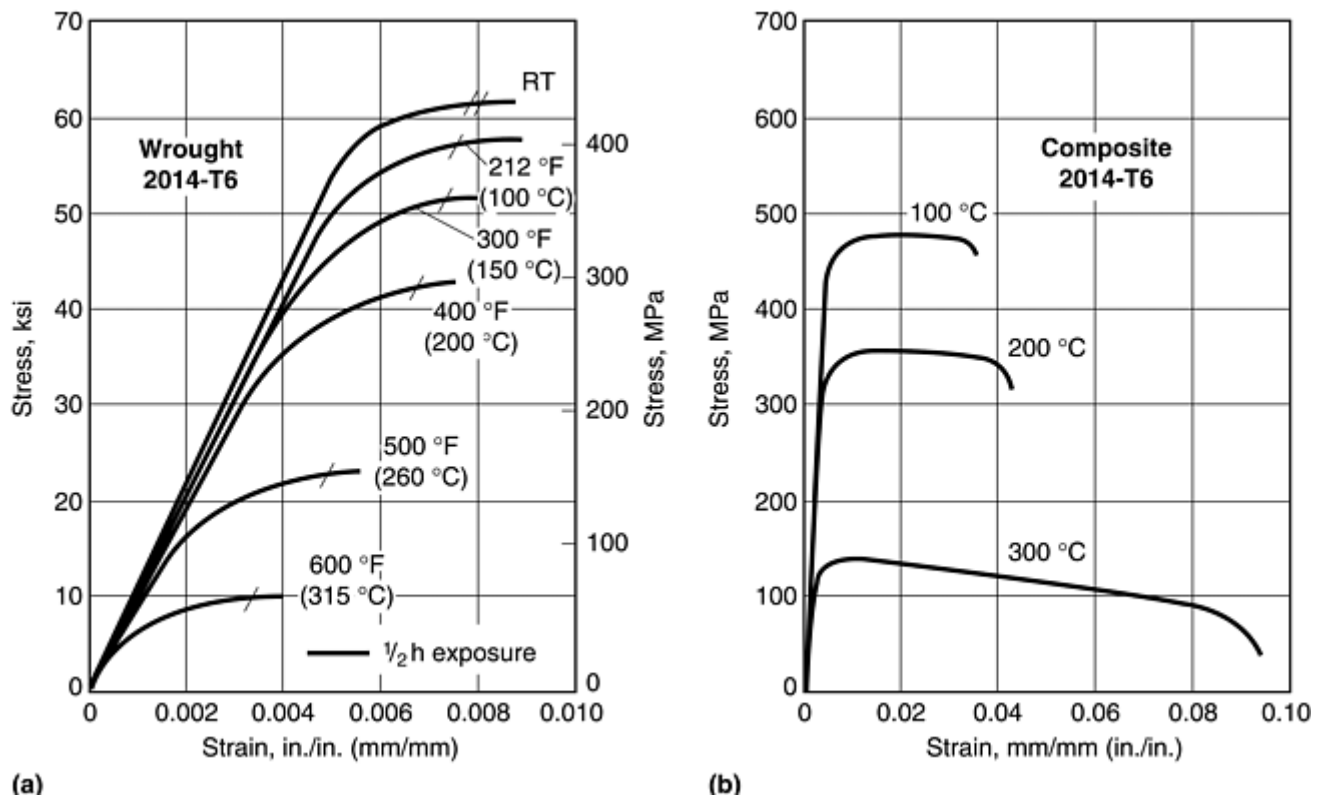 70
60
50
40
30
20
10
0
Stress, ksi
Wrought
2014-T6
RT
212 °F
(100 °C)
300 °F
(150 °C)
400 °F
(200 °C)
500 °F
(260 °C)
600 °F
(315 °C)
½ h exposure
400
300
200
100
0
Stress, MPa
0 0.002 0.004 0.006 0.008 0.010
Strain, in./in. (mm/mm)
(a)
700
600
500
400
300
200
100
0
Stress, MPa
Composite
2014-T6
100 °C
200 °C
300 °C
0 0.02 0.04 0.06 0.08 0.10
Strain, mm/mm (in./in.)
(b)